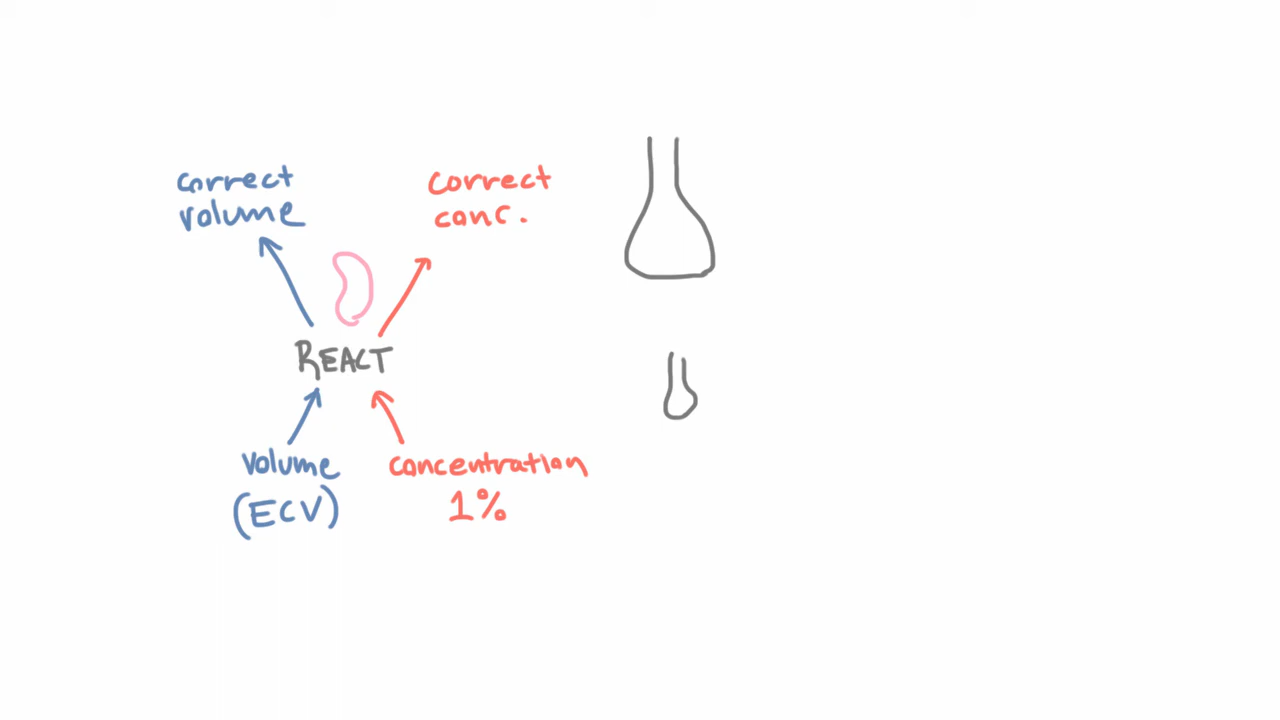 correct
volume
correct
conc.
REACT
volume
(ECV)
concentration
1%